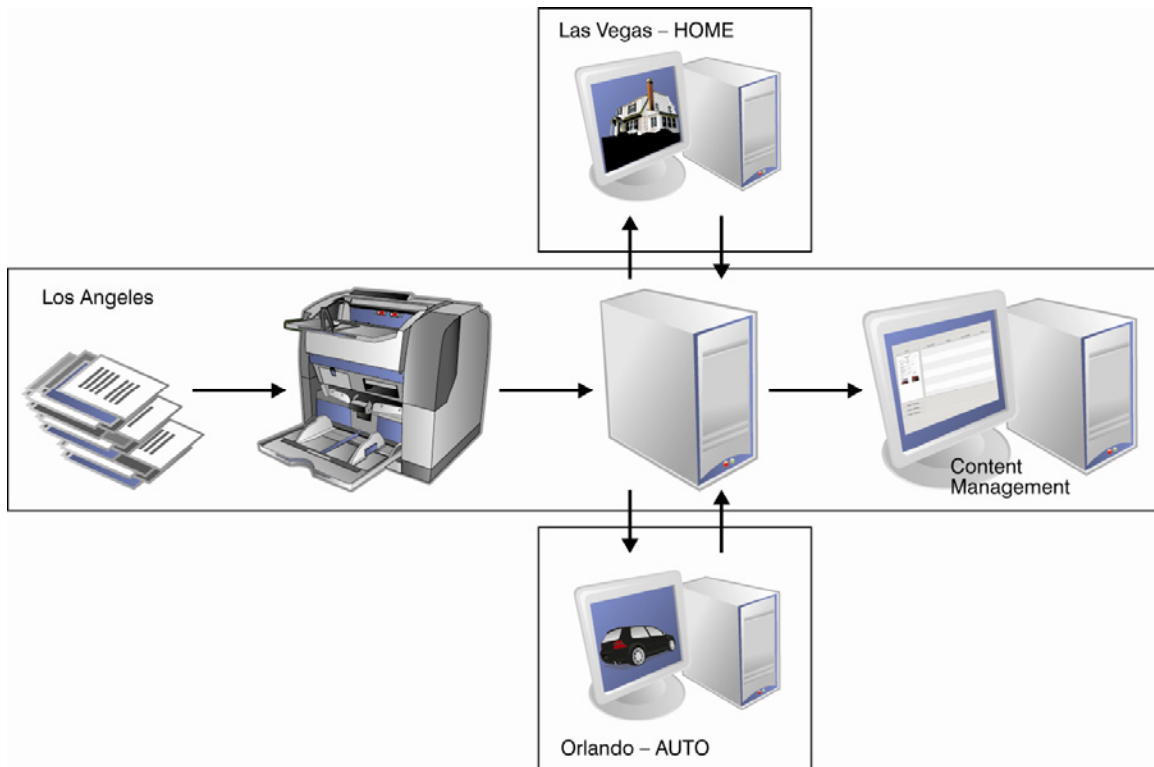 Las Vegas – HOME
Los Angeles
Content
Management
Orlando – AUTO